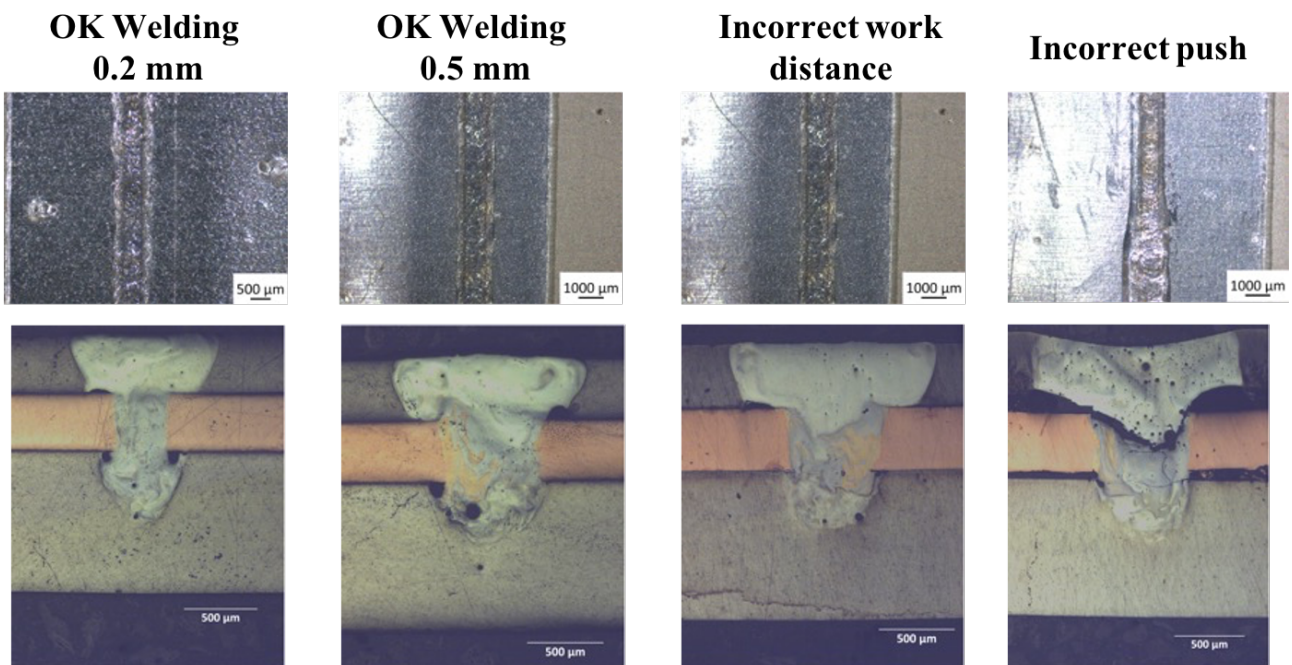 OK Welding
0.2 mm
OK Welding
0.5 mm
Incorrect work
distance
Incorrect push
500 µm
1000 µm
1000 µm
1000 µm
500 µm
500 µm
500 µm
500 µm